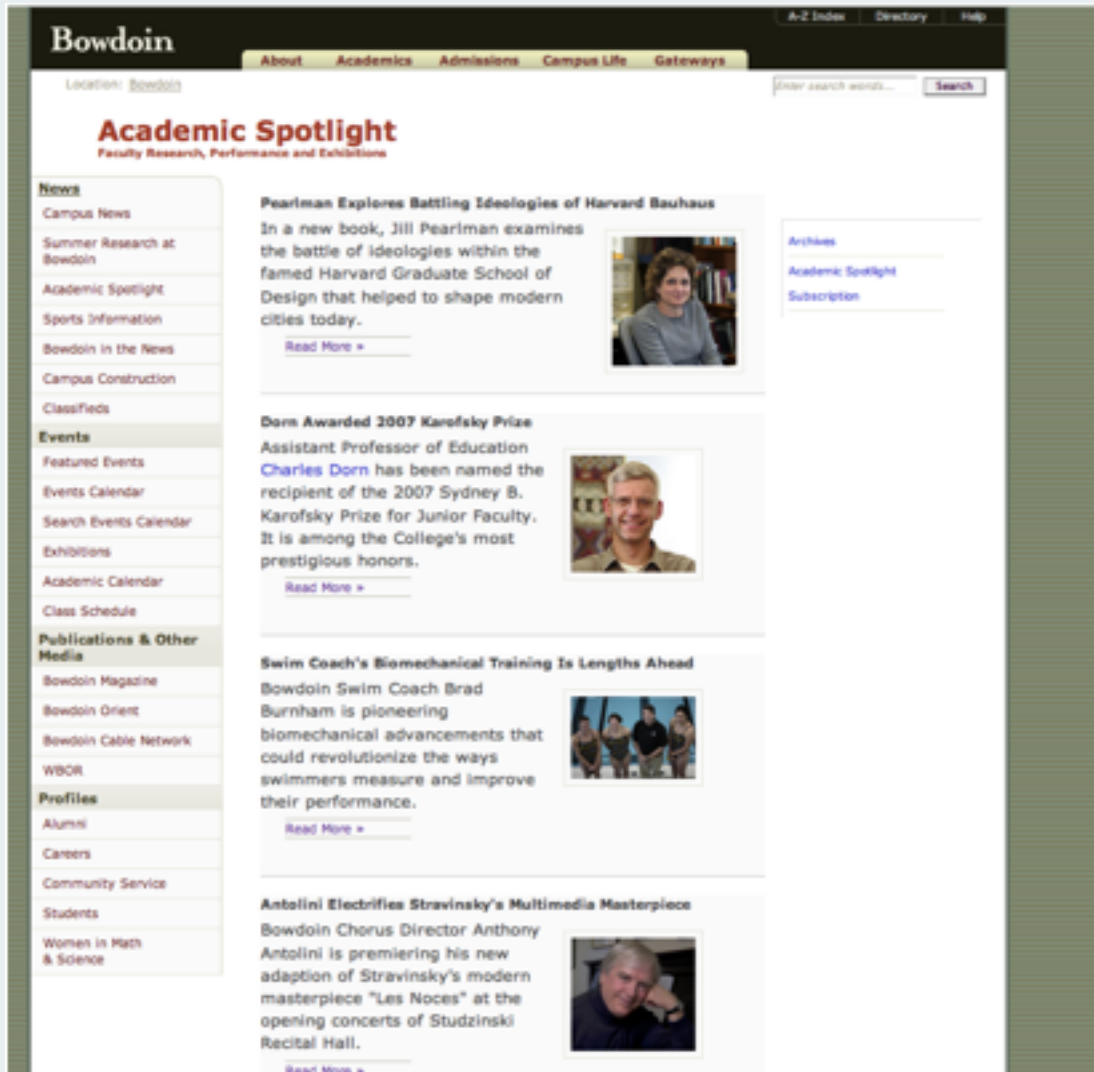 A-Z Index Directory Help
Bowdoin
About Academics Admissions Campus Life Gateways
Location: Bowdoin
Enter search words... Search
Academic Spotlight
Faculty Research, Performance and Exhibitions
News
Campus News
Summer Research at
Bowdoin
Academic Spotlight
Sports Information
Bowdoin in the News
Campus Construction
Classifieds
Events
Featured Events
Events Calendar
Search Events Calendar
Exhibitions
Academic Calendar
Class Schedule
Publications & Other
Media
Bowdoin Magazine
Bowdoin Orient
Bowdoin Cable Network
WBOR
Profiles
Alumni
Careers
Community Service
Students
Women in Math
& Science
Pearlman Explores Battling Ideologies of Harvard Bauhaus
In a new book, Jill Pearlman examines
the battle of ideologies within the
famed Harvard Graduate School of
Design that helped to shape modern
cities today.
Read More »
Dorn Awarded 2007 Karofsky Prize
Assistant Professor of Education
Charles Dorn has been named the
recipient of the 2007 Sydney B.
Karofsky Prize for Junior Faculty.
It is among the College's most
prestigious honors.
Read More »
Swim Coach's Biomechanical Training Is Lengths Ahead
Bowdoin Swim Coach Brad
Burnham is pioneering
biomechanical advancements that
could revolutionize the ways
swimmers measure and improve
their performance.
Read More »
Antolini Electrifies Stravinsky's Multimedia Masterpiece
Bowdoin Chorus Director Anthony
Antolini is premiering his new
adaption of Stravinsky's modern
masterpiece "Les Noces" at the
opening concerts of Studzinski
Recital Hall.
Read More »
Archives
Academic Spotlight
Subscription